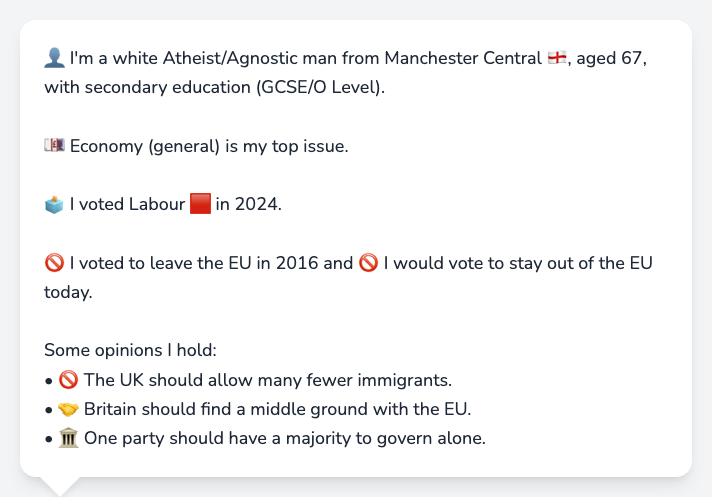 👤 I'm a white Atheist/Agnostic man from Manchester Central 🏴󠁧󠁢󠁥󠁮󠁧󠁿, aged 67,
with secondary education (GCSE/O Level).
💷 Economy (general) is my top issue.
🗳️ I voted Labour 🟥 in 2024.
🚫 I voted to leave the EU in 2016 and 🚫 I would vote to stay out of the EU
today.
Some opinions I hold:
• 🚫 The UK should allow many fewer immigrants.
• 🤝 Britain should find a middle ground with the EU.
• 🏛️ One party should have a majority to govern alone.